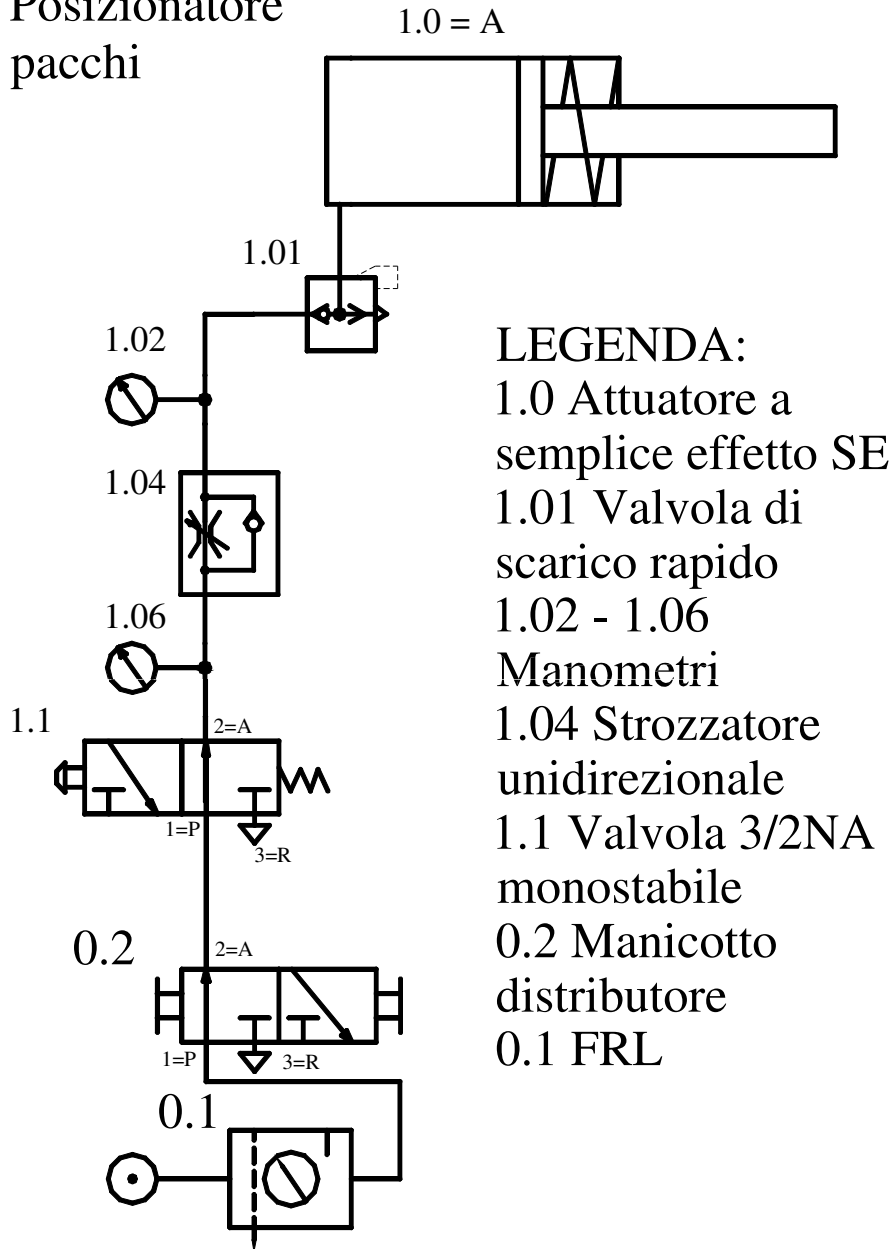 Posizionatore
pacchi
1.0 = A
1.01
1.02
1.04
1.06
1.1
2=A
1=P
3=R
0.2
2=A
1=P
3=R
0.1
LEGENDA:
1.0 Attuatore a
semplice effetto SE
1.01 Valvola di
scarico rapido
1.02 - 1.06
Manometri
1.04 Strozzatore
unidirezionale
1.1 Valvola 3/2NA
monostabile
0.2 Manicotto
distributore
0.1 FRL